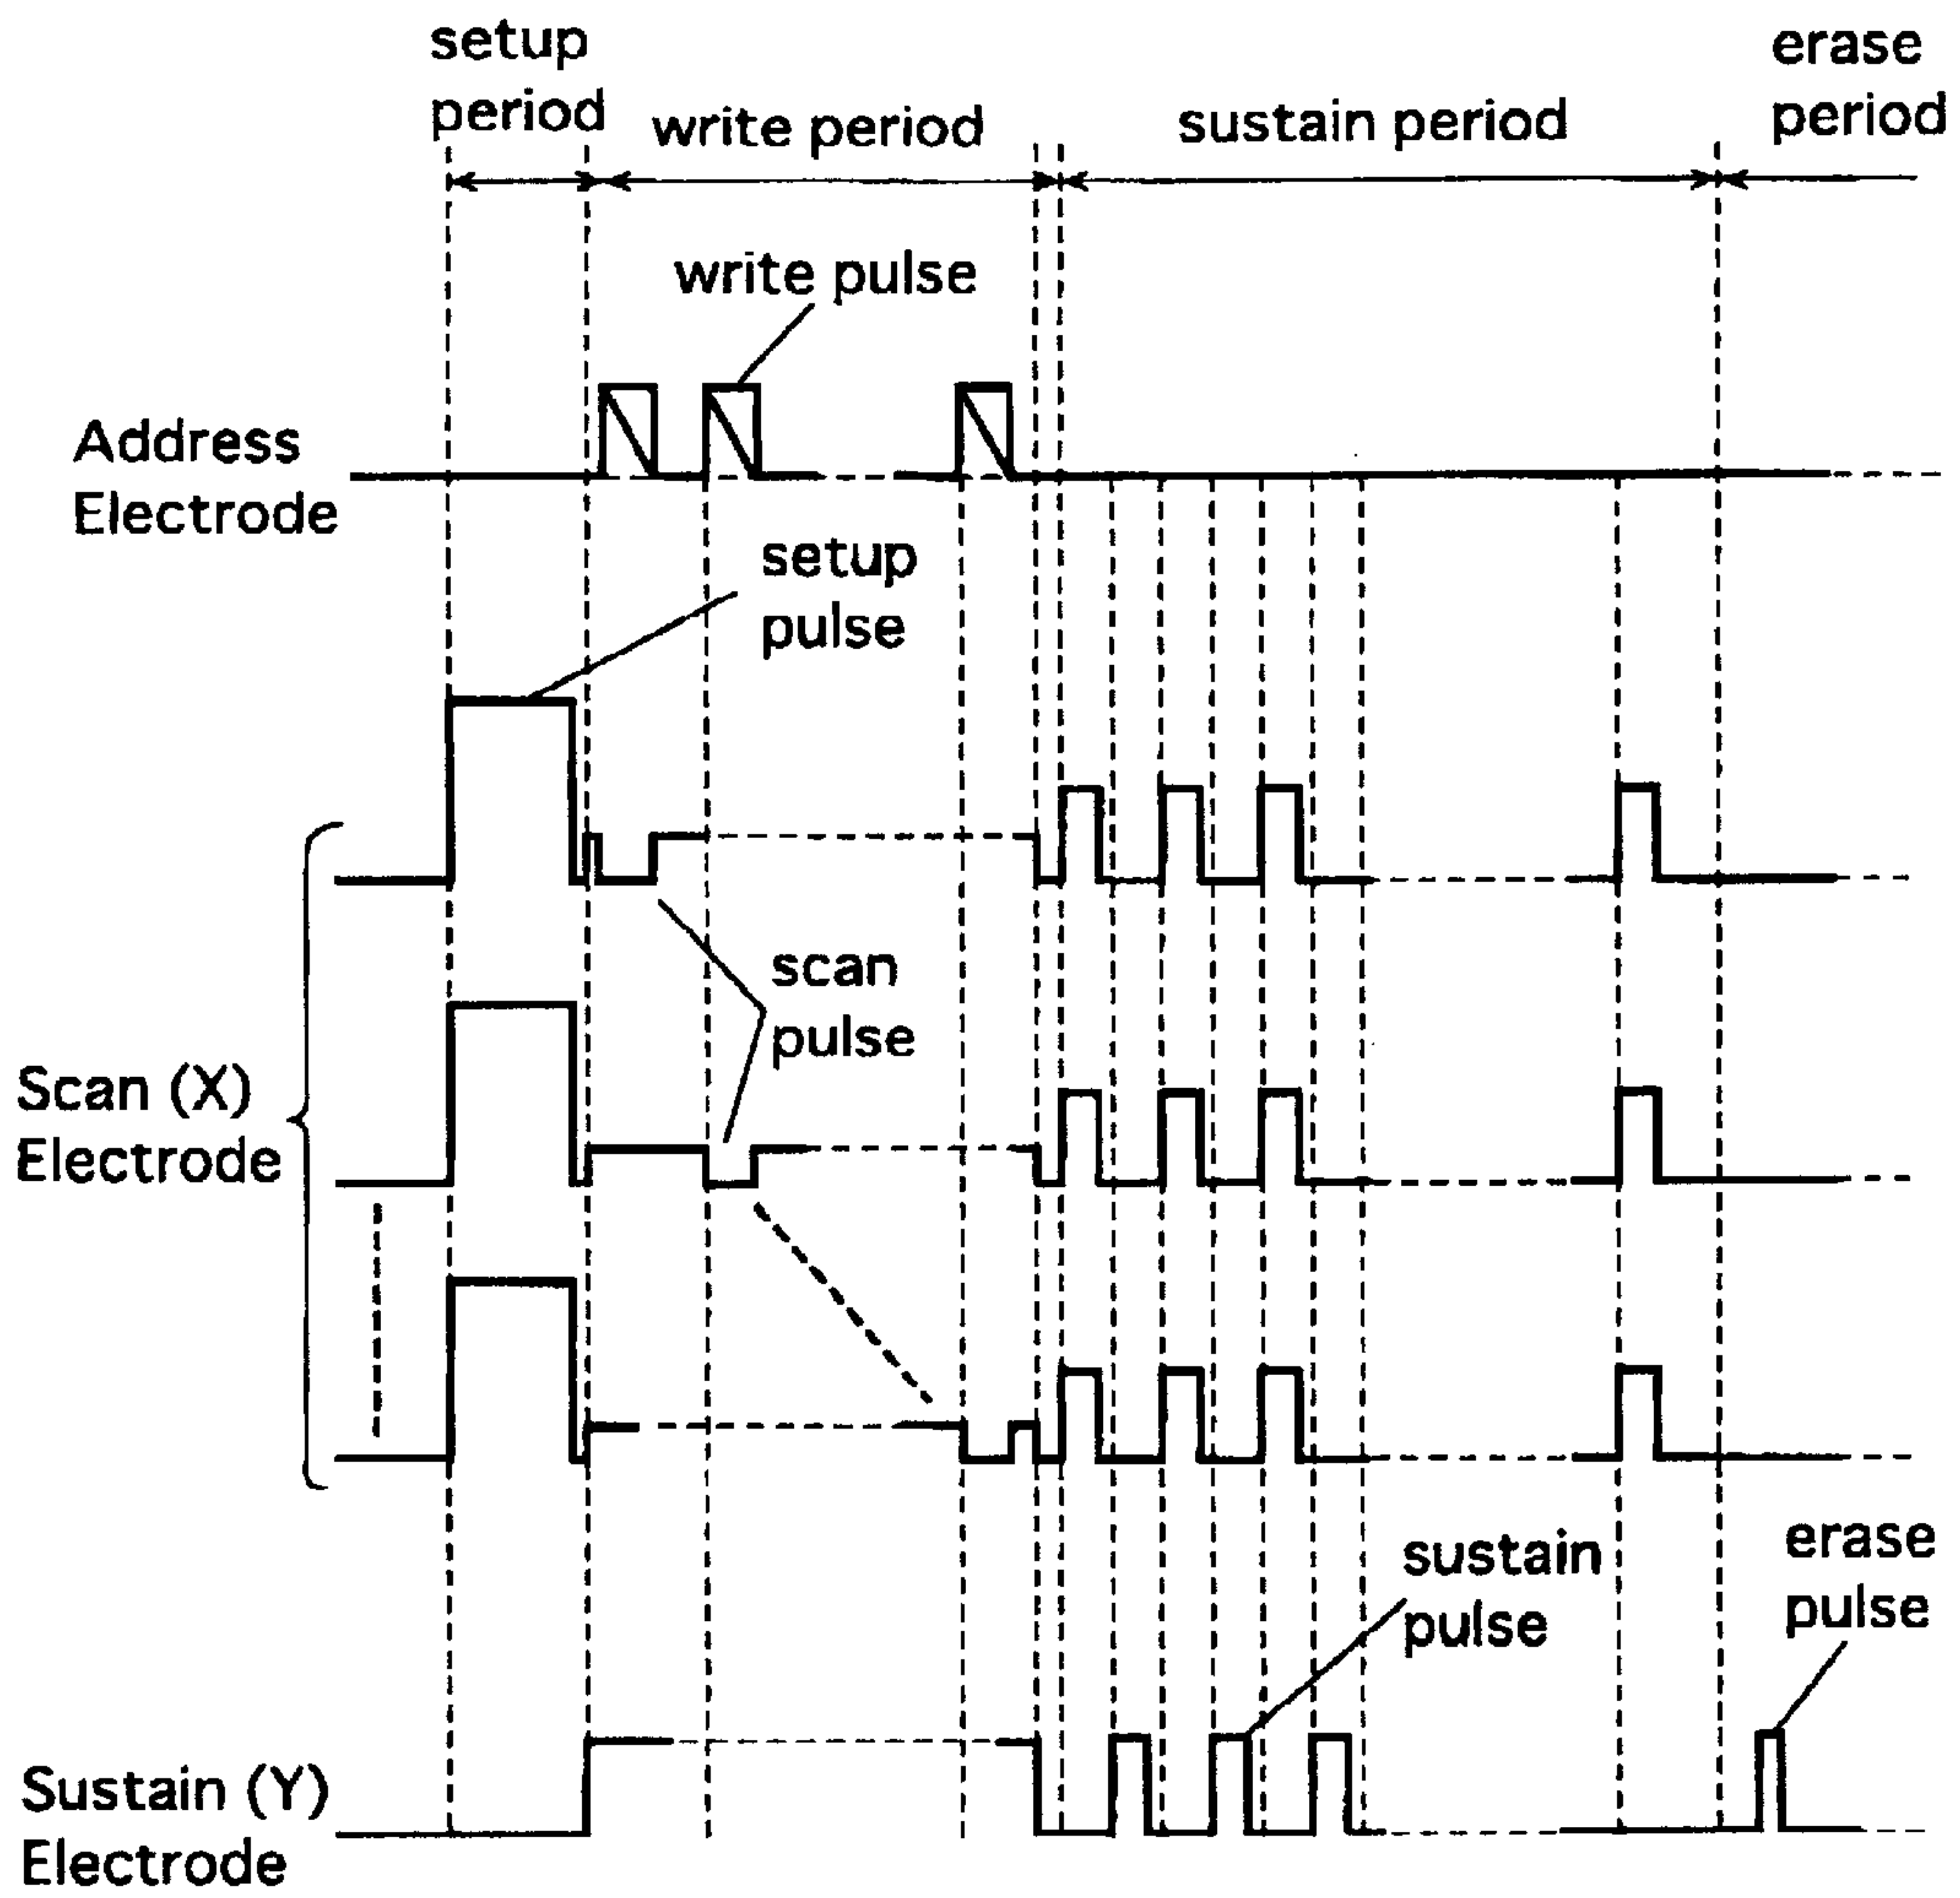 setup
period
write period
sustain period
erase
period
write pulse
Address
Electrode
setup
pulse
scan
pulse
Scan (X)
Electrode
sustain
pulse
erase
pulse
Sustain (Y)
Electrode